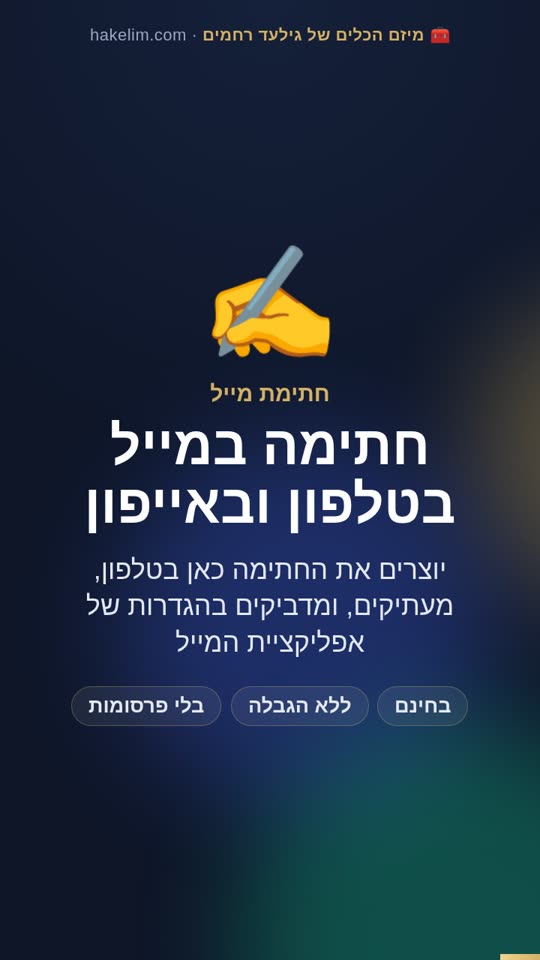 🧰 מיזם הכלים של גילעד רחמים · hakelim.com
חתימת מייל
חתימה במייל
בטלפון ובאייפון
יוצרים את החתימה כאן בטלפון,
מעתיקים, ומדביקים בהגדרות של
אפליקציית המייל
בחינם
ללא הגבלה
בלי פרסומות